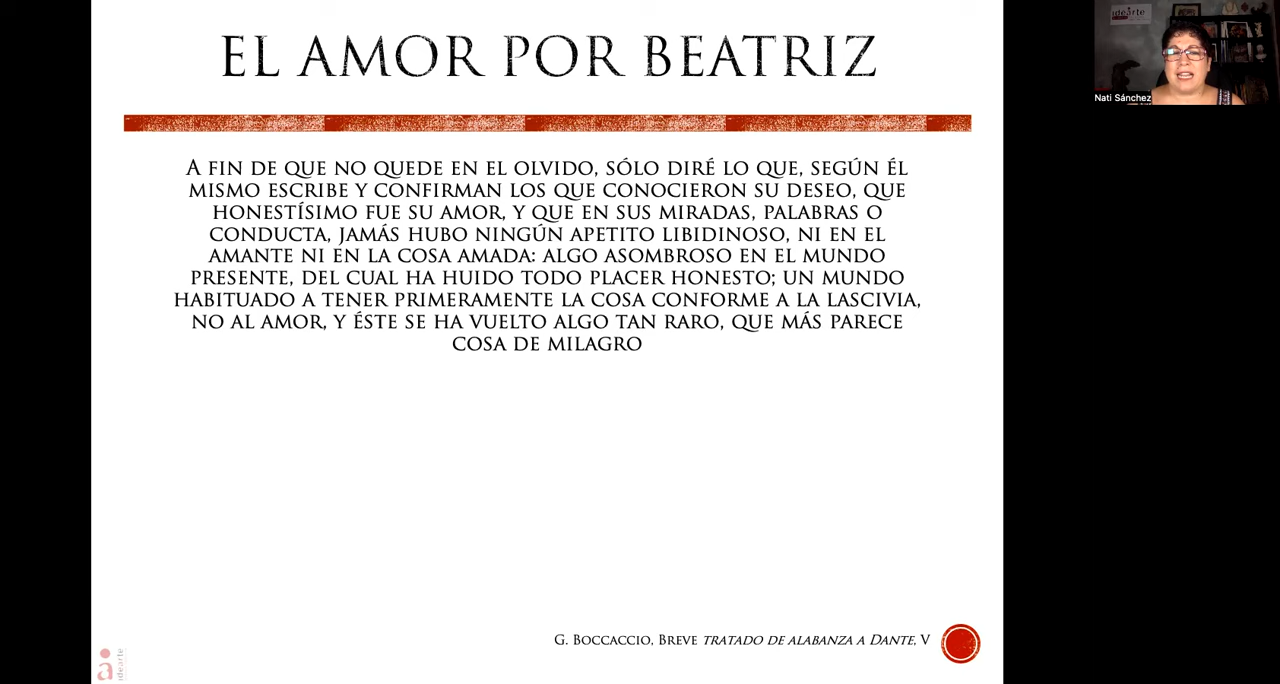 EL AMOR POR BEATRIZ
A FIN DE QUE NO QUEDE EN EL OLVIDO, SÓLO DIRÉ LO QUE, SEGÚN ÉL
MISMO ESCRIBE Y CONFIRMAN LOS QUE CONOCIERON SU DESEO, QUE
HONESTÍSIMO FUE SU AMOR, Y QUE EN SUS MIRADAS, PALABRAS O
CONDUCTA, JAMÁS HUBO NINGÚN APETITO LIBIDINOSO, NI EN EL
AMANTE NI EN LA COSA AMADA: ALGO ASOMBROSO EN EL MUNDO
PRESENTE, DEL CUAL HA HUIDO TODO PLACER HONESTO; UN MUNDO
HABITUADO A TENER PRIMERAMENTE LA COSA CONFORME A LA LASCIVIA,
NO AL AMOR, Y ÉSTE SE HA VUELTO ALGO TAN RARO, QUE MÁS PARECE
COSA DE MILAGRO
G. BOCCACCIO, BREVE TRATADO DE ALABANZA A DANTE, V
a idearte
idearte
Nati Sánchez